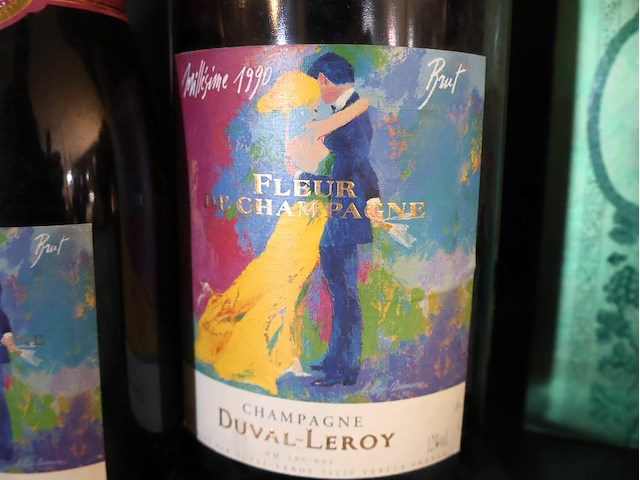 Millésime 1990
Brut
FLEUR
DE CHAMPAGNE
CHAMPAGNE
DUVAL-LEROY
Brut